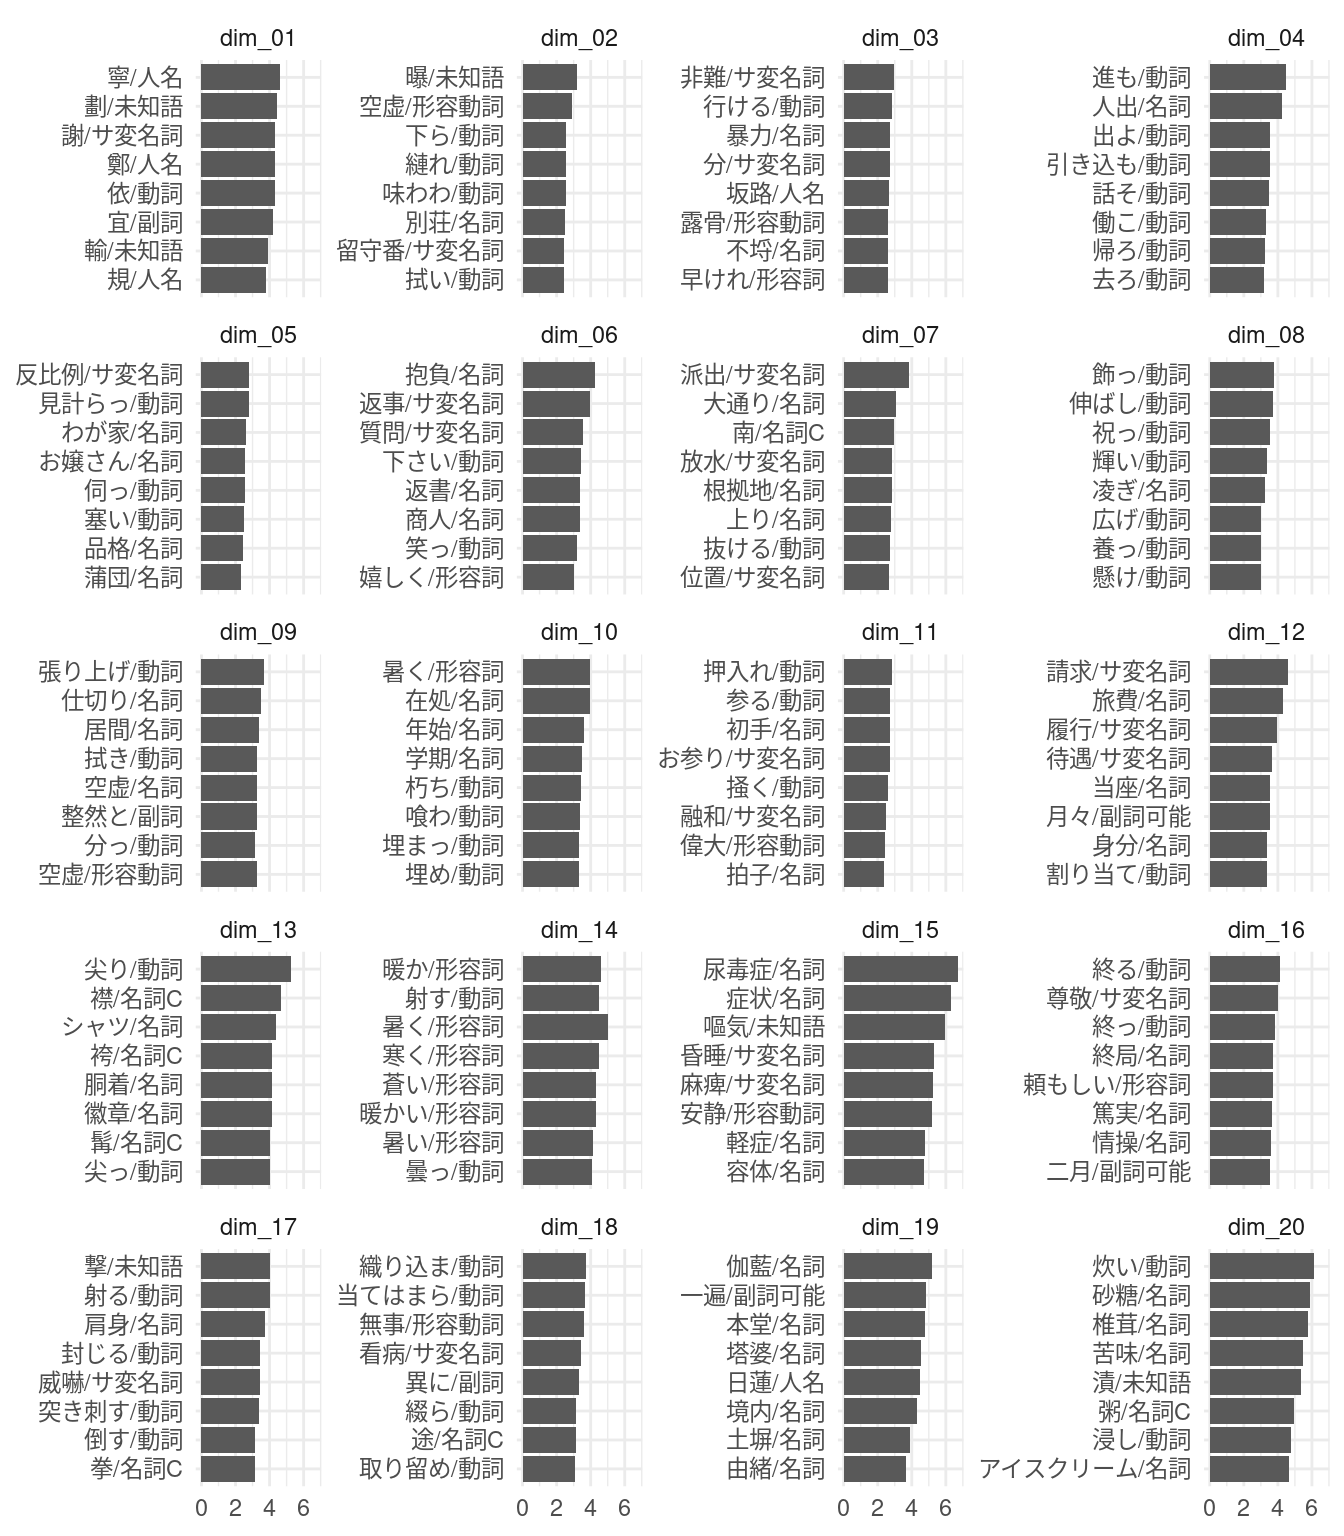 dim_01
寧/人名
劃/未知語
謝/サ変名詞
鄭/人名
依/動詞
宜/副詞
輸/未知語
規/人名
dim_02
曝/未知語
空虚/形容動詞
下ら/動詞
縺れ/動詞
味わわ/動詞
別荘/名詞
留守番/サ変名詞
拭い/動詞
dim_03
非難/サ変名詞
行ける/動詞
暴力/名詞
分/サ変名詞
坂路/人名
露骨/形容動詞
不埒/名詞
早けれ/形容詞
dim_04
進も/動詞
人出/名詞
出よ/動詞
引き込も/動詞
話そ/動詞
働こ/動詞
帰ろ/動詞
去ろ/動詞
dim_05
反比例/サ変名詞
見計らっ/動詞
わが家/名詞
お嬢さん/名詞
伺っ/動詞
塞い/動詞
品格/名詞
蒲団/名詞
dim_06
抱負/名詞
返事/サ変名詞
質問/サ変名詞
下さい/動詞
返書/名詞
商人/名詞
笑っ/動詞
嬉しく/形容詞
dim_07
派出/サ変名詞
大通り/名詞
南/名詞C
放水/サ変名詞
根拠地/名詞
上り/名詞
抜ける/動詞
位置/サ変名詞
dim_08
飾っ/動詞
伸ばし/動詞
祝っ/動詞
輝い/動詞
凌ぎ/名詞
広げ/動詞
養っ/動詞
懸け/動詞
dim_09
張り上げ/動詞
仕切り/名詞
居間/名詞
拭き/動詞
空虚/名詞
整然と/副詞
分っ/動詞
空虚/形容動詞
dim_10
暑く/形容詞
在処/名詞
年始/名詞
学期/名詞
朽ち/動詞
喰わ/動詞
埋まっ/動詞
埋め/動詞
dim_11
押入れ/動詞
参る/動詞
初手/名詞
お参り/サ変名詞
掻く/動詞
融和/サ変名詞
偉大/形容動詞
拍子/名詞
dim_12
請求/サ変名詞
旅費/名詞
履行/サ変名詞
待遇/サ変名詞
当座/名詞
月々/副詞可能
身分/名詞
割り当て/動詞
dim_13
尖り/動詞
襟/名詞C
シャツ/名詞
袴/名詞C
胴着/名詞
徽章/名詞
髯/名詞C
尖っ/動詞
dim_14
暖か/形容詞
射す/動詞
暑く/形容詞
寒く/形容詞
蒼い/形容詞
暖かい/形容詞
暑い/形容詞
曇っ/動詞
dim_15
尿毒症/名詞
症状/名詞
嘔気/未知語
昏睡/サ変名詞
麻痺/サ変名詞
安静/形容動詞
軽症/名詞
容体/名詞
dim_16
終る/動詞
尊敬/サ変名詞
終っ/動詞
終局/名詞
頼もしい/形容詞
篤実/名詞
情操/名詞
二月/副詞可能
dim_17
撃/未知語
射る/動詞
肩身/名詞
封じる/動詞
威嚇/サ変名詞
突き刺す/動詞
倒す/動詞
拳/名詞C
0 2 4 6
dim_18
織り込ま/動詞
当てはまら/動詞
無事/形容動詞
看病/サ変名詞
異に/副詞
綴ら/動詞
途/名詞C
取り留め/動詞
0 2 4 6
dim_19
伽藍/名詞
一遍/副詞可能
本堂/名詞
塔婆/名詞
日蓮/人名
境内/名詞
土塀/名詞
由緒/名詞
0 2 4 6
dim_20
炊い/動詞
砂糖/名詞
椎茸/名詞
苦味/名詞
漬/未知語
粥/名詞C
浸し/動詞
アイスクリーム/名詞
0 2 4 6